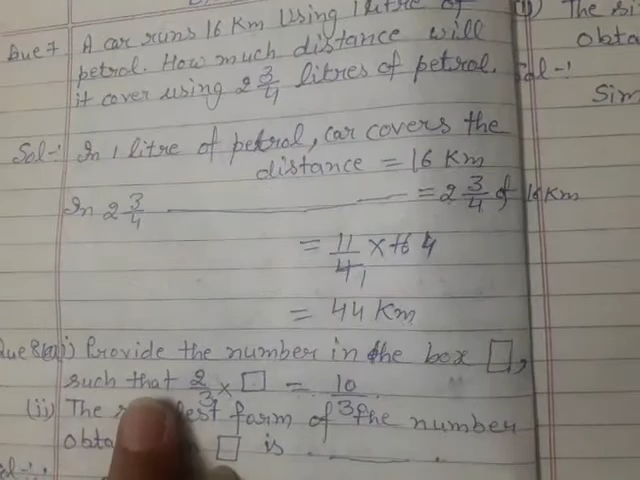 Que 7 A car runs 16 Km Using 1 litre of
petrol. How much distance will
it cover using 2 3/4 litres of petrol.
Sol-: In 1 litre of petrol, car covers the
distance = 16 Km
In 2 3/4 ——— = 2 3/4 of 16 Km
= 11/4 × 16 4
1
= 44 Km
Que 8(a)(i) Provide the number in the box □,
such that 2/3 × □ = 10/3
(ii) The form of the number
□ is ______.
Sol-:
(ii) The
obta
Sol-:
Sim